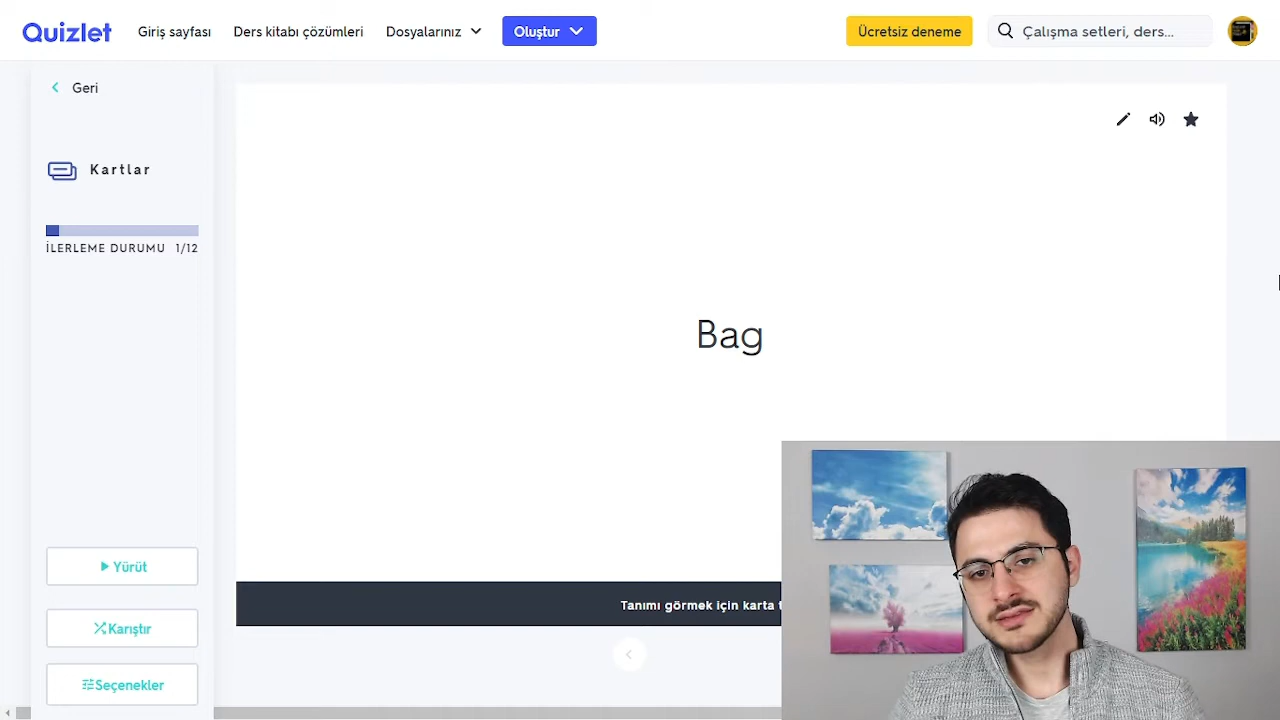 Quizlet
Giriş sayfası
Ders kitabı çözümleri
Dosyalarınız
Oluştur
Ücretsiz deneme
Çalışma setleri, ders...
Geri
Kartlar
İLERLEME DURUMU 1/12
Bag
Yürüt
Karıştır
Seçenekler
Tanımı görmek için karta t